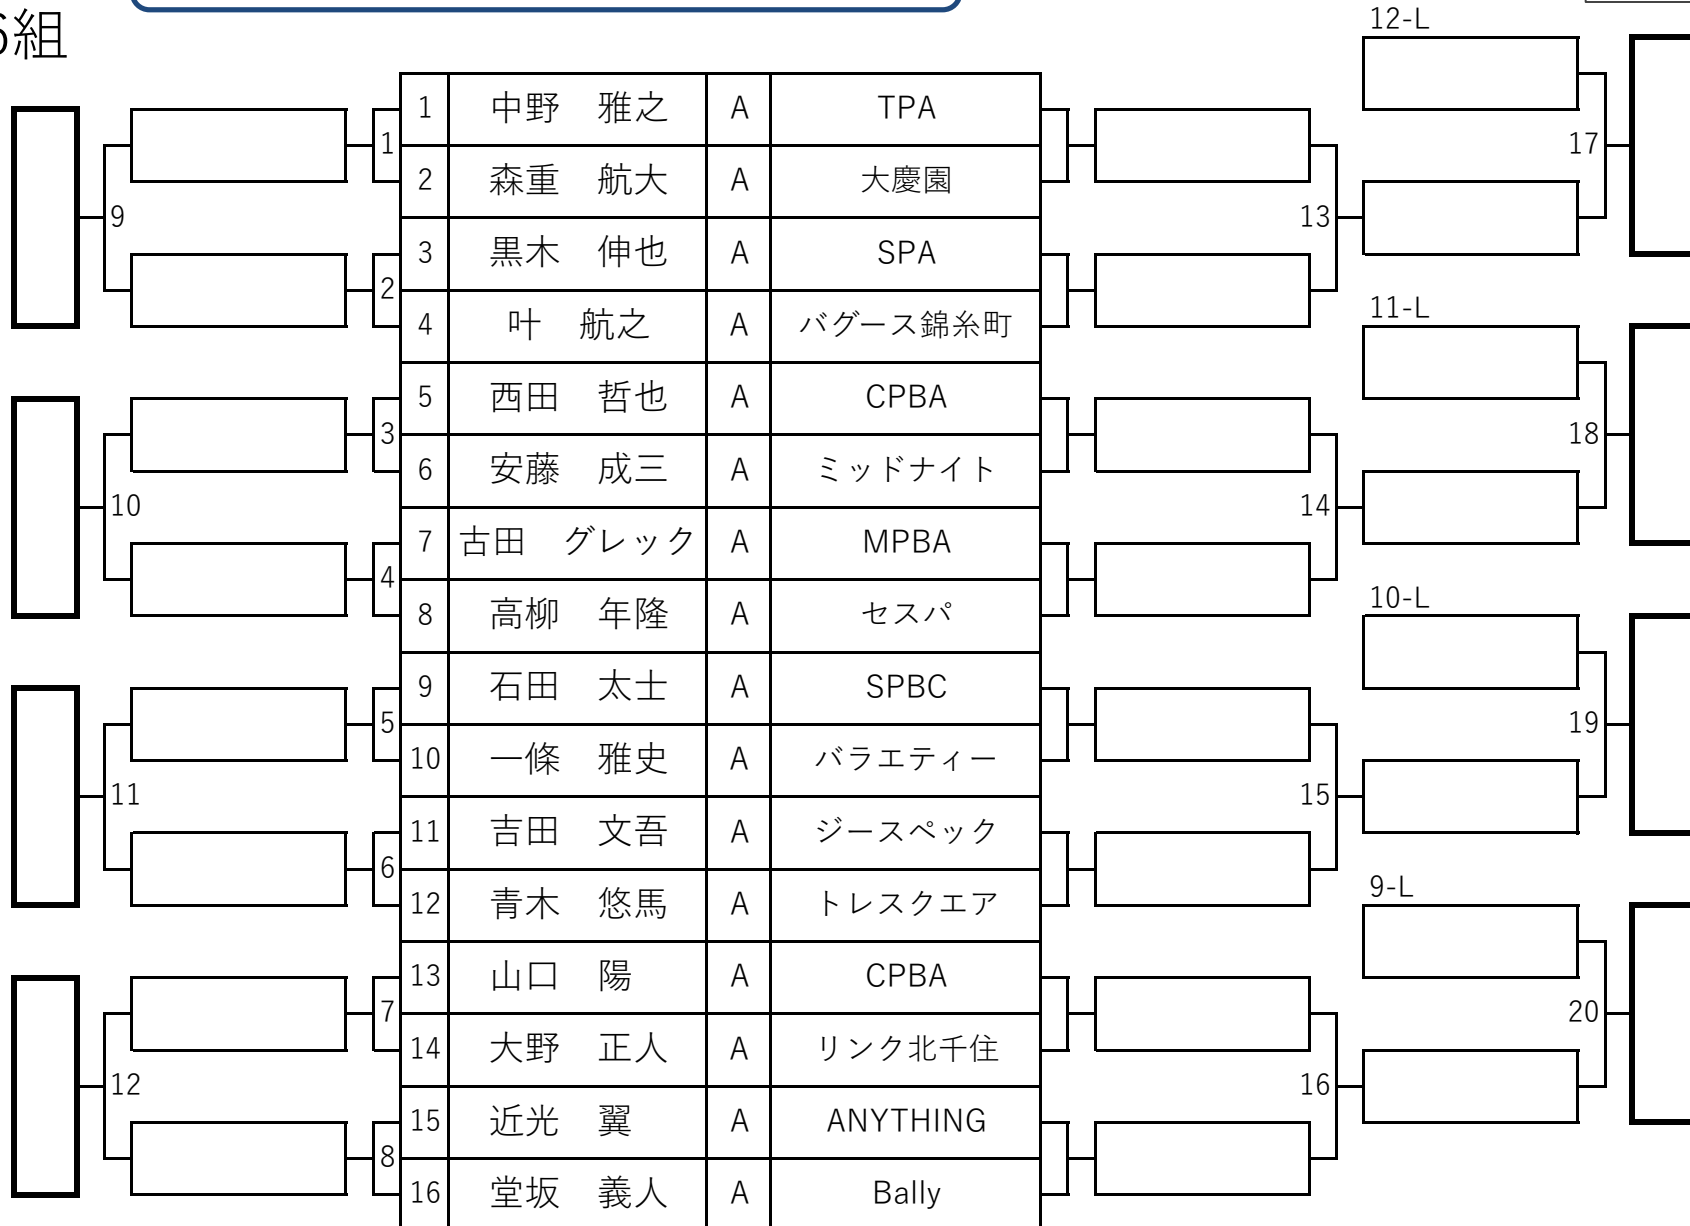 組
12-L
1 中野 雅之 A TPA
1
17
2 森重 航大 A 大慶園
9
13
3 黒木 伸也 A SPA
2
11-L
4 叶 航之 A バグース錦糸町
5 西田 哲也 A CPBA
3
18
6 安藤 成三 A ミッドナイト
10
14
7 古田 グレック A MPBA
4
10-L
8 高柳 年隆 A セスパ
9 石田 太士 A SPBC
5
19
10 一條 雅史 A バラエティー
11
15
11 吉田 文吾 A ジースペック
6
9-L
12 青木 悠馬 A トレスクエア
13 山口 陽 A CPBA
7
20
14 大野 正人 A リンク北千住
12
16
15 近光 翼 A ANYTHING
8
16 堂坂 義人 A Bally